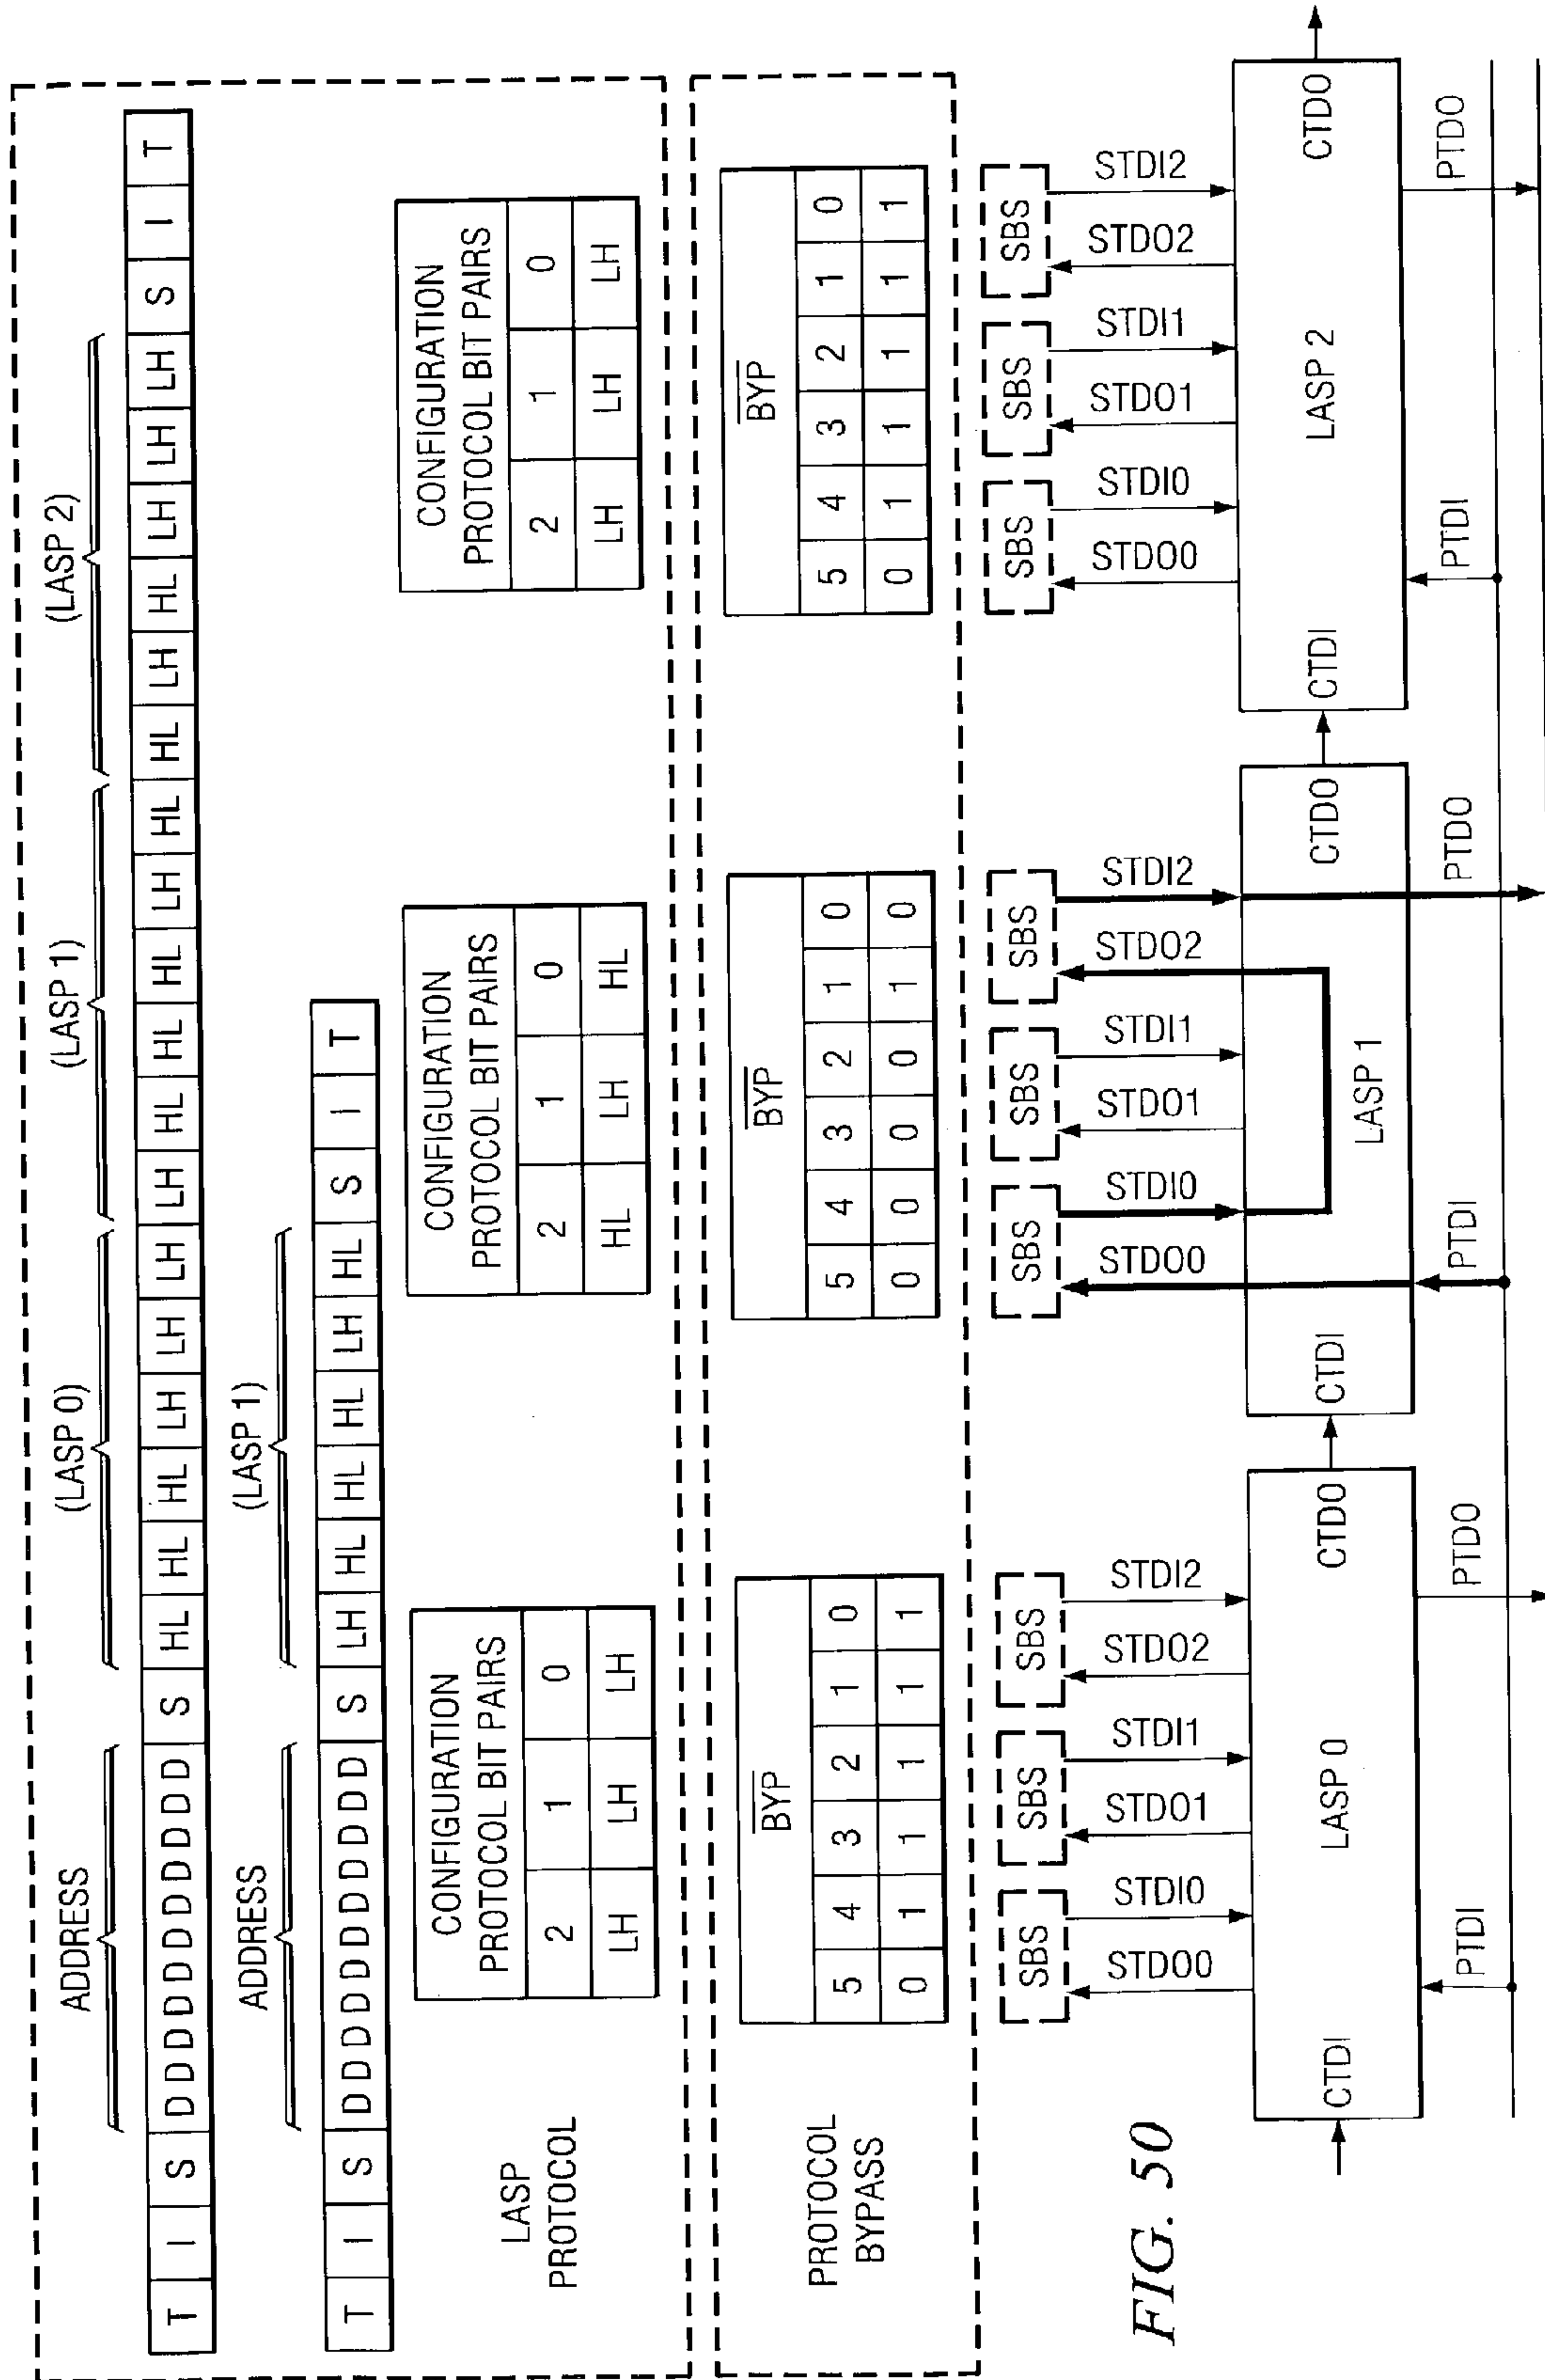 ADDRESS (LASP 0) (LASP 1) (LASP 2)
T I S D D D D D D D D D D S HL HL HL LH LH LH LH HL HL HL LH HL HL LH HL LH LH LH S I T
ADDRESS (LASP 1)
T I S D D D D D D D D D D S LH HL HL HL LH HL S I T
LASP
PROTOCOL
CONFIGURATION
PROTOCOL BIT PAIRS
2 1 0
LH LH LH
CONFIGURATION
PROTOCOL BIT PAIRS
2 1 0
HL LH HL
CONFIGURATION
PROTOCOL BIT PAIRS
2 1 0
LH LH LH
PROTOCOL
BYPASS
BYP
5 4 3 2 1 0
0 1 1 1 1 1
BYP
5 4 3 2 1 0
0 0 0 0 1 0
BYP
5 4 3 2 1 0
0 1 1 1 1 1
SBS SBS SBS SBS SBS SBS SBS SBS SBS
STDO0 STDI0 STDO1 STDI1 STDO2 STDI2 STDO0 STDI0 STDO1 STDI1 STDO2 STDI2 STDO0 STDI0 STDO1 STDI1 STDO2 STDI2
FIG. 50
CTDI LASP 0 CTDO CTDI LASP 1 CTDO CTDI LASP 2 CTDO
PTDI PTDO PTDI PTDO PTDI PTDO